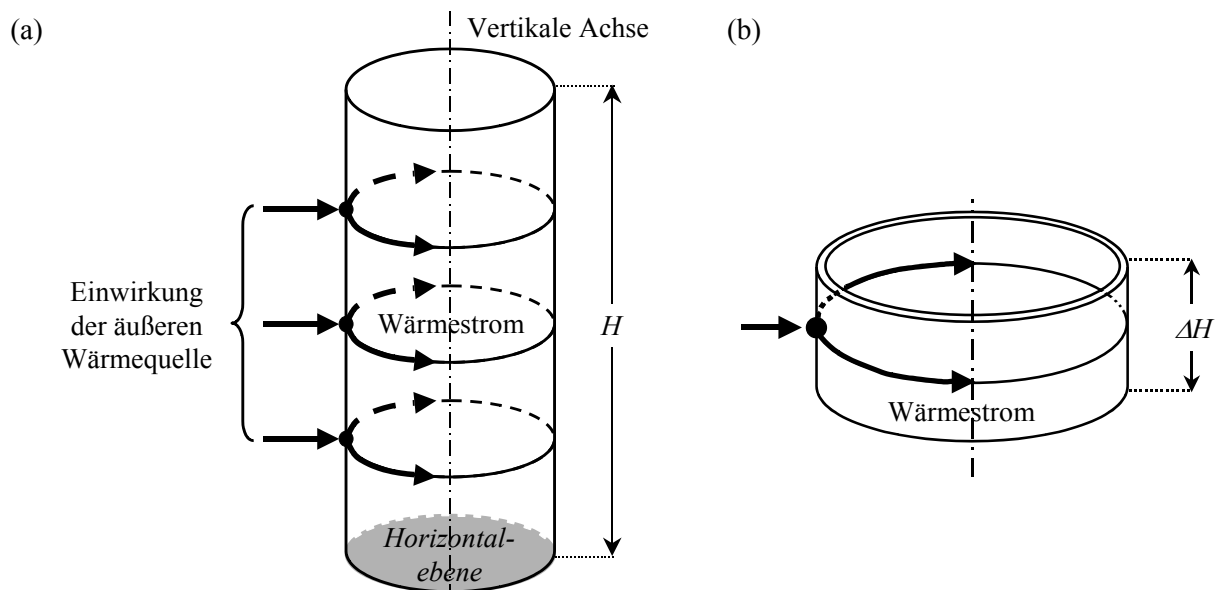 (a)
Vertikale Achse
Einwirkung
der äußeren
Wärmequelle
Wärmestrom
H
Horizontal-
ebene
(b)
ΔH
Wärmestrom